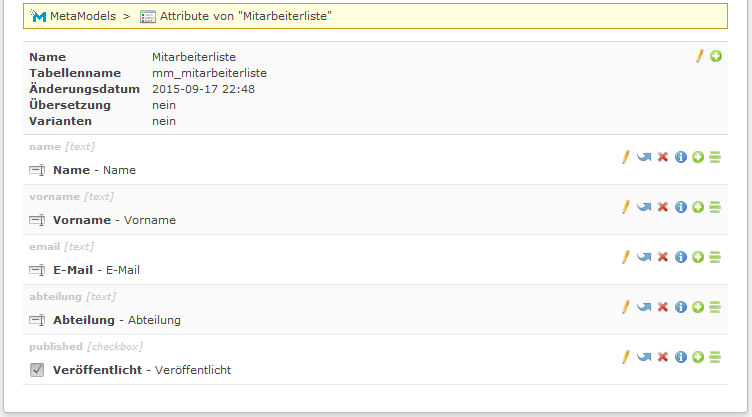 MetaModels > Attribute von "Mitarbeiterliste"
Name Mitarbeiterliste
Tabellenname mm_mitarbeiterliste
Änderungsdatum 2015-09-17 22:48
Übersetzung nein
Varianten nein
name [text]
Name - Name
vorname [text]
Vorname - Vorname
email [text]
E-Mail - E-Mail
abteilung [text]
Abteilung - Abteilung
published [checkbox]
Veröffentlicht - Veröffentlicht